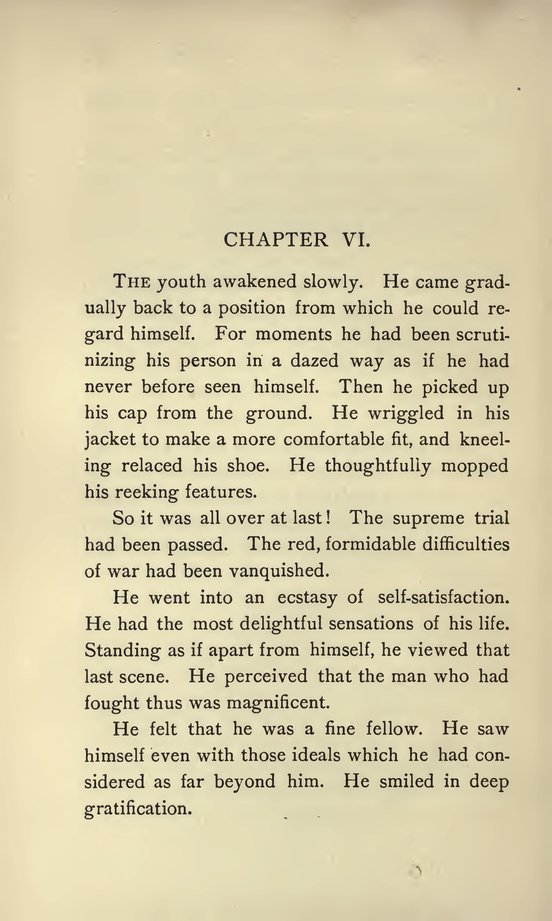 CHAPTER VI.
THE youth awakened slowly. He came grad-
ually back to a position from which he could re-
gard himself. For moments he had been scruti-
nizing his person in a dazed way as if he had
never before seen himself. Then he picked up
his cap from the ground. He wriggled in his
jacket to make a more comfortable fit, and kneel-
ing relaced his shoe. He thoughtfully mopped
his reeking features.
So it was all over at last! The supreme trial
had been passed. The red, formidable difficulties
of war had been vanquished.
He went into an ecstasy of self-satisfaction.
He had the most delightful sensations of his life.
Standing as if apart from himself, he viewed that
last scene. He perceived that the man who had
fought thus was magnificent.
He felt that he was a fine fellow. He saw
himself even with those ideals which he had con-
sidered as far beyond him. He smiled in deep
gratification.